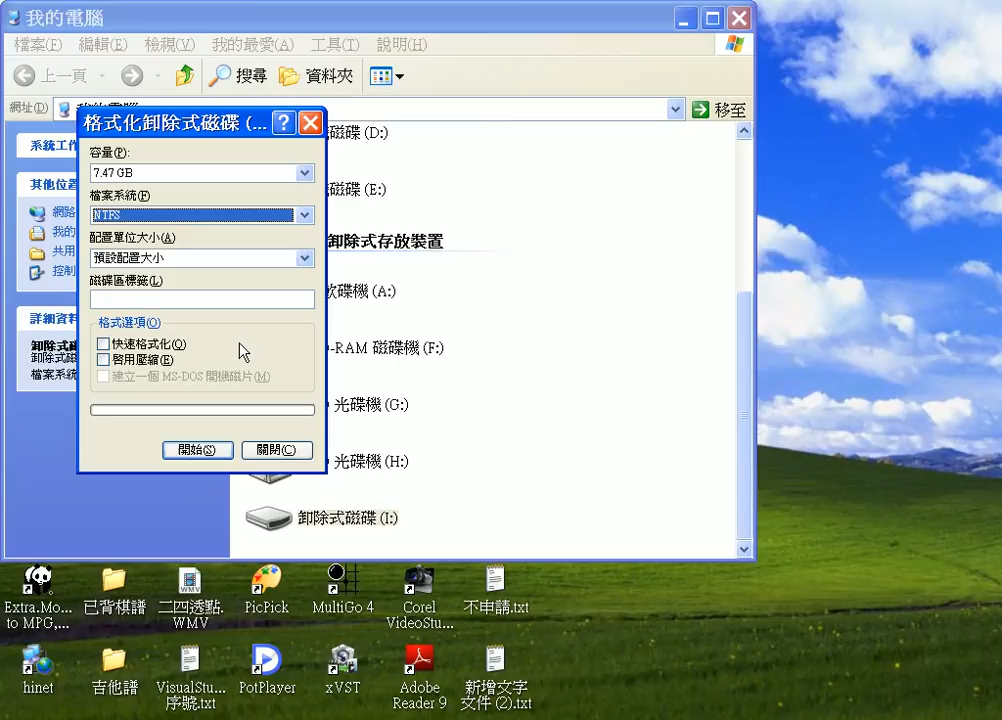 我的電腦
檔案(F) 編輯(E) 檢視(V) 我的最愛(A) 工具(T) 說明(H)
上一頁 搜尋 資料夾
網址(D) 我的電腦 移至
系統工作
其他位置
網路
我的
共用
控制
詳細資料
卸除式磁
卸除式磁
檔案系統
格式化卸除式磁碟 (...
容量(P):
7.47 GB
檔案系統(F)
NTFS
配置單位大小(A)
預設配置大小
磁碟區標籤(L)
格式選項(O)
快速格式化(Q)
啓用壓縮(E)
建立一個 MS-DOS 開機磁片(M)
開始(S) 關閉(C)
磁碟 (D:)
磁碟 (E:)
卸除式存放裝置
軟碟機 (A:)
-RAM 磁碟機 (F:)
光碟機 (G:)
光碟機 (H:)
卸除式磁碟 (I:)
Extra.Mo...
to MPG,...
已背棋譜
二四透點.
WMV
PicPick
MultiGo 4
Corel
VideoStu...
不申請.txt
hinet
吉他譜
VisualStu...
序號.txt
PotPlayer
xVST
Adobe
Reader 9
新增文字
文件 (2).txt